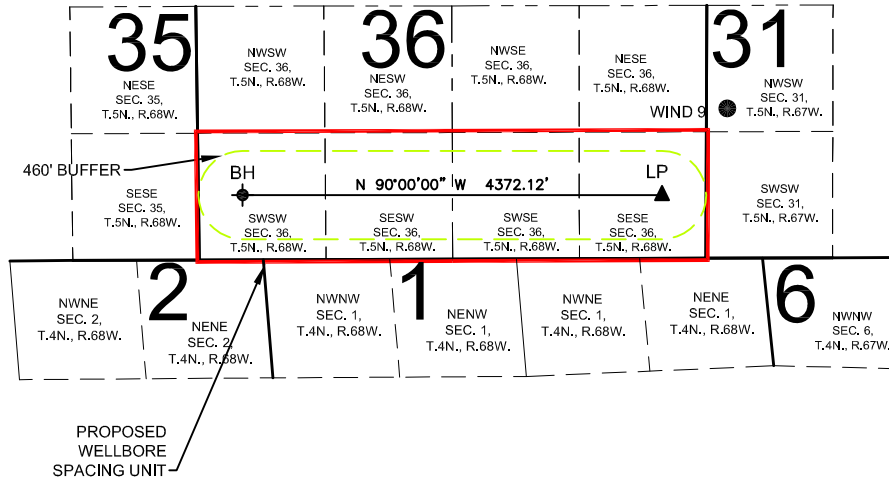 35
36
31
NESE
SEC. 35,
T.5N., R.68W.
NWSW
SEC. 36,
T.5N., R.68W.
NESW
SEC. 36,
T.5N., R.68W.
NWSE
SEC. 36,
T.5N., R.68W.
NESE
SEC. 36,
T.5N., R.68W.
WIND 9
NWSW
SEC. 31,
T.5N., R.67W.
460' BUFFER
BH
N 90°00'00" W 4372.12'
LP
SESE
SEC. 35,
T.5N., R.68W.
SWSW
SEC. 36,
T.5N., R.68W.
SESW
SEC. 36,
T.5N., R.68W.
SWSE
SEC. 36,
T.5N., R.68W.
SESE
SEC. 36,
T.5N., R.68W.
SWSW
SEC. 31,
T.5N., R.67W.
2
1
6
NWNE
SEC. 2,
T.4N., R.68W.
NENE
SEC. 2,
T.4N., R.68W.
NWNW
SEC. 1,
T.4N., R.68W.
NENW
SEC. 1,
T.4N., R.68W.
NWNE
SEC. 1,
T.4N., R.68W.
NENE
SEC. 1,
T.4N., R.68W.
NWNW
SEC. 6,
T.4N., R.67W.
PROPOSED
WELLBORE
SPACING UNIT